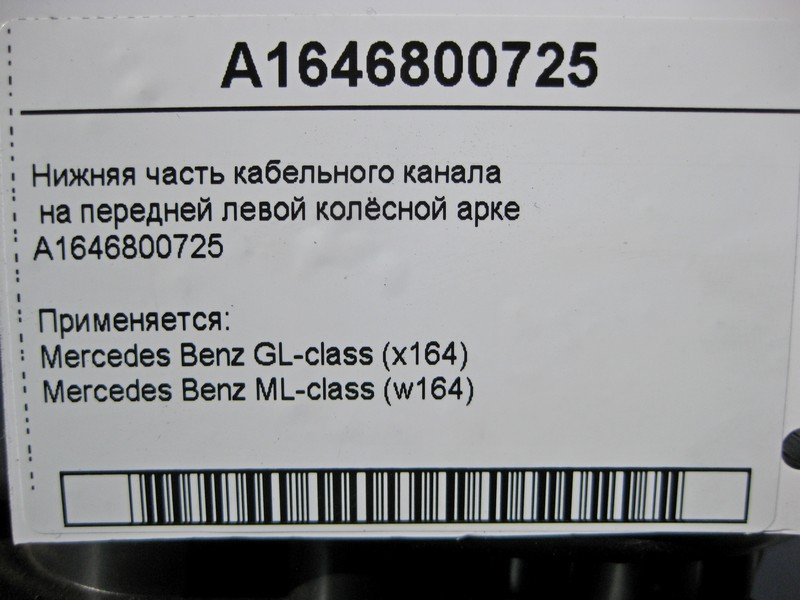 A1646800725
Нижняя часть кабельного канала
на передней левой колёсной арке
A1646800725
Применяется:
Mercedes Benz GL-class (x164)
Mercedes Benz ML-class (w164)